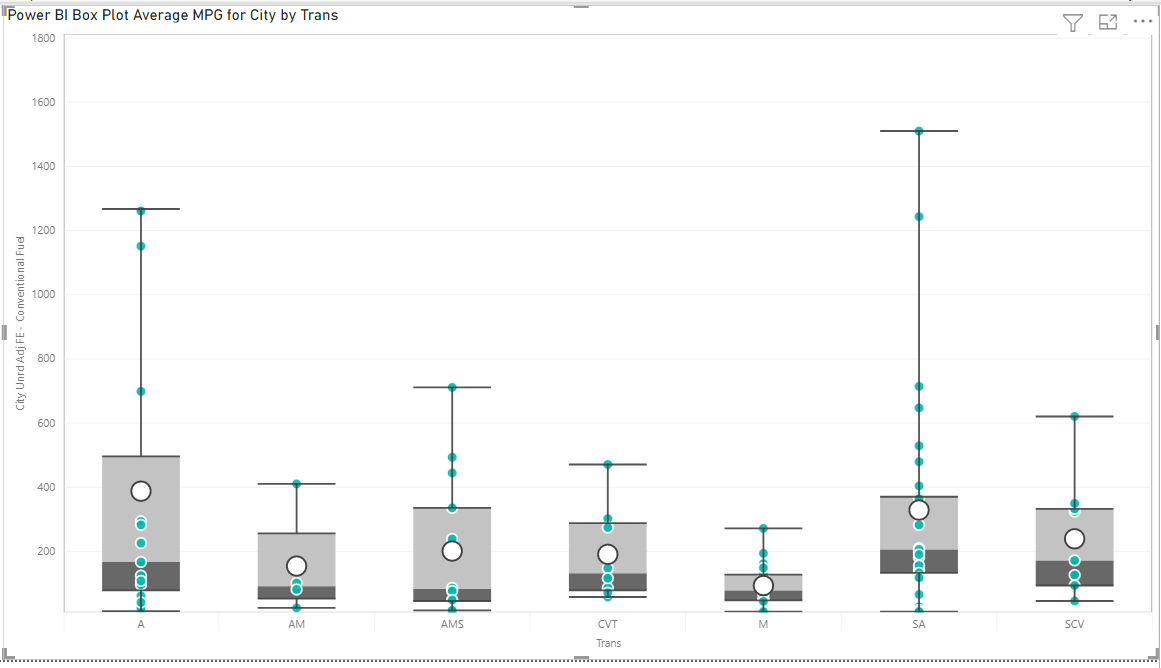 Power BI Box Plot Average MPG for City by Trans
1800
1600
1400
1200
1000
800
600
400
200
City Unrd Adj FE - Conventional Fuel
A AM AMS CVT M SA SCV
Trans